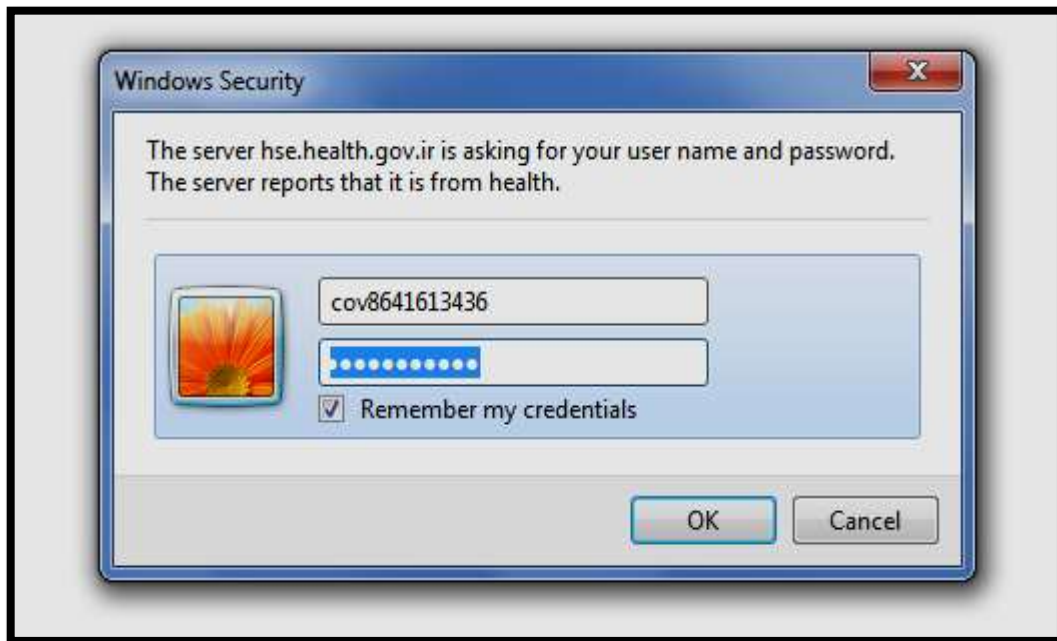 Windows Security
The server hse.health.gov.ir is asking for your user name and password.
The server reports that it is from health.
cov8641613436
Remember my credentials
OK
Cancel